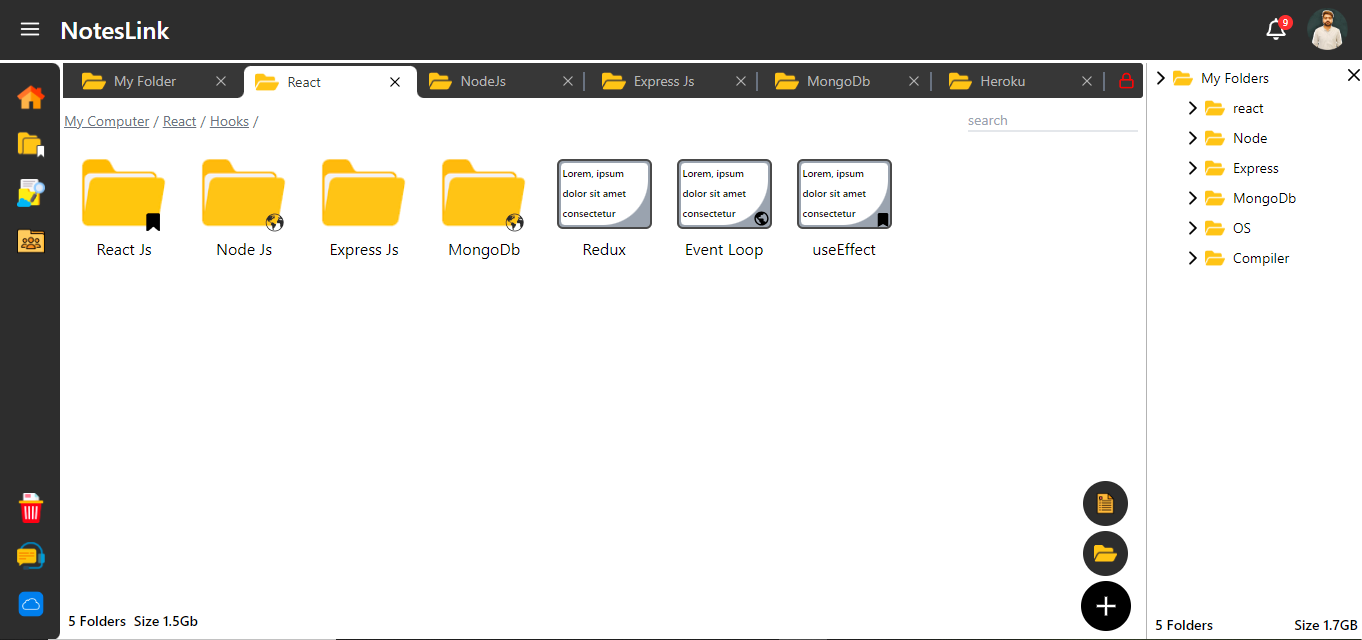 NotesLink
9
My Folder
React
NodeJs
Express Js
MongoDb
Heroku
My Computer / React / Hooks /
search
Lorem, ipsum
dolor sit amet
consectetur
Lorem, ipsum
dolor sit amet
consectetur
Lorem, ipsum
dolor sit amet
consectetur
React Js
Node Js
Express Js
MongoDb
Redux
Event Loop
useEffect
5 Folders Size 1.5Gb
My Folders
react
Node
Express
MongoDb
OS
Compiler
5 Folders
Size 1.7GB